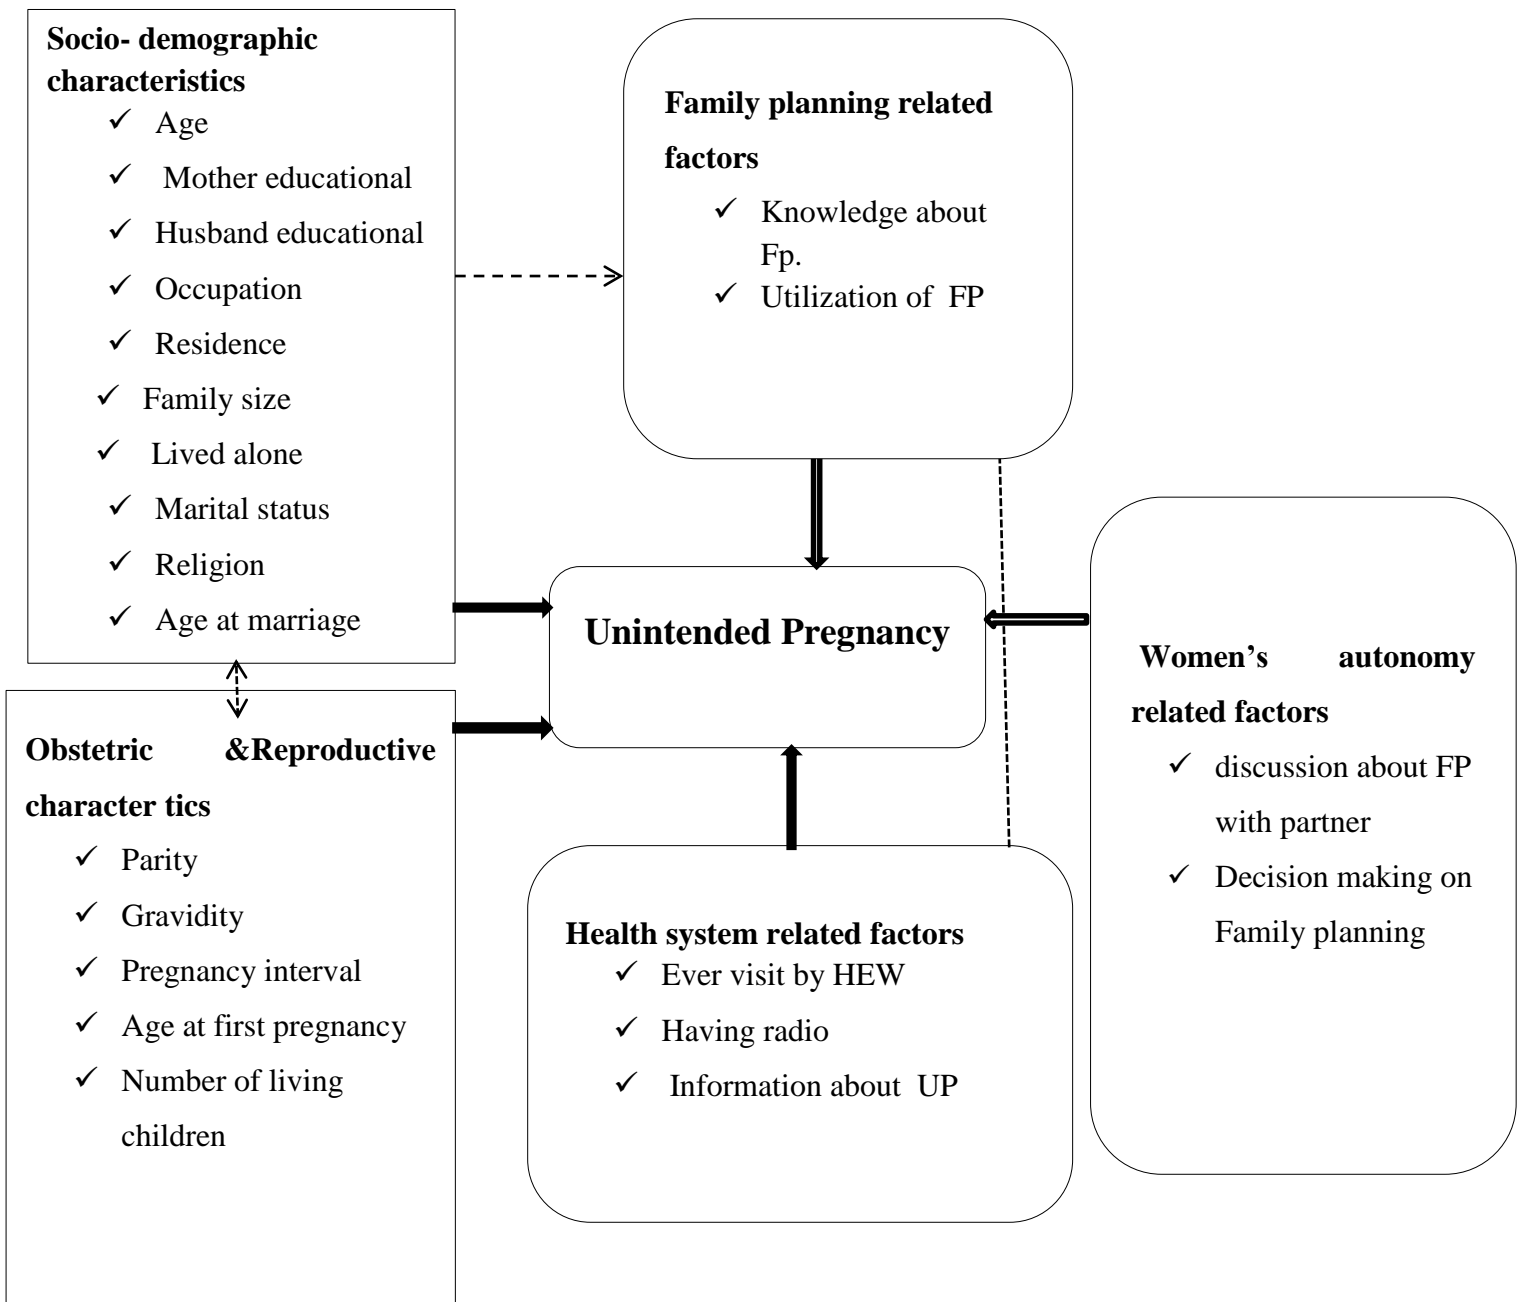 Socio- demographic
characteristics
✓ Age
✓ Mother educational
✓ Husband educational
✓ Occupation
✓ Residence
✓ Family size
✓ Lived alone
✓ Marital status
✓ Religion
✓ Age at marriage
Obstetric &Reproductive
character tics
✓ Parity
✓ Gravidity
✓ Pregnancy interval
✓ Age at first pregnancy
✓ Number of living
children
Family planning related
factors
✓ Knowledge about
Fp.
✓ Utilization of FP
Unintended Pregnancy
Health system related factors
✓ Ever visit by HEW
✓ Having radio
✓ Information about UP
Women’s autonomy
related factors
✓ discussion about FP
with partner
✓ Decision making on
Family planning